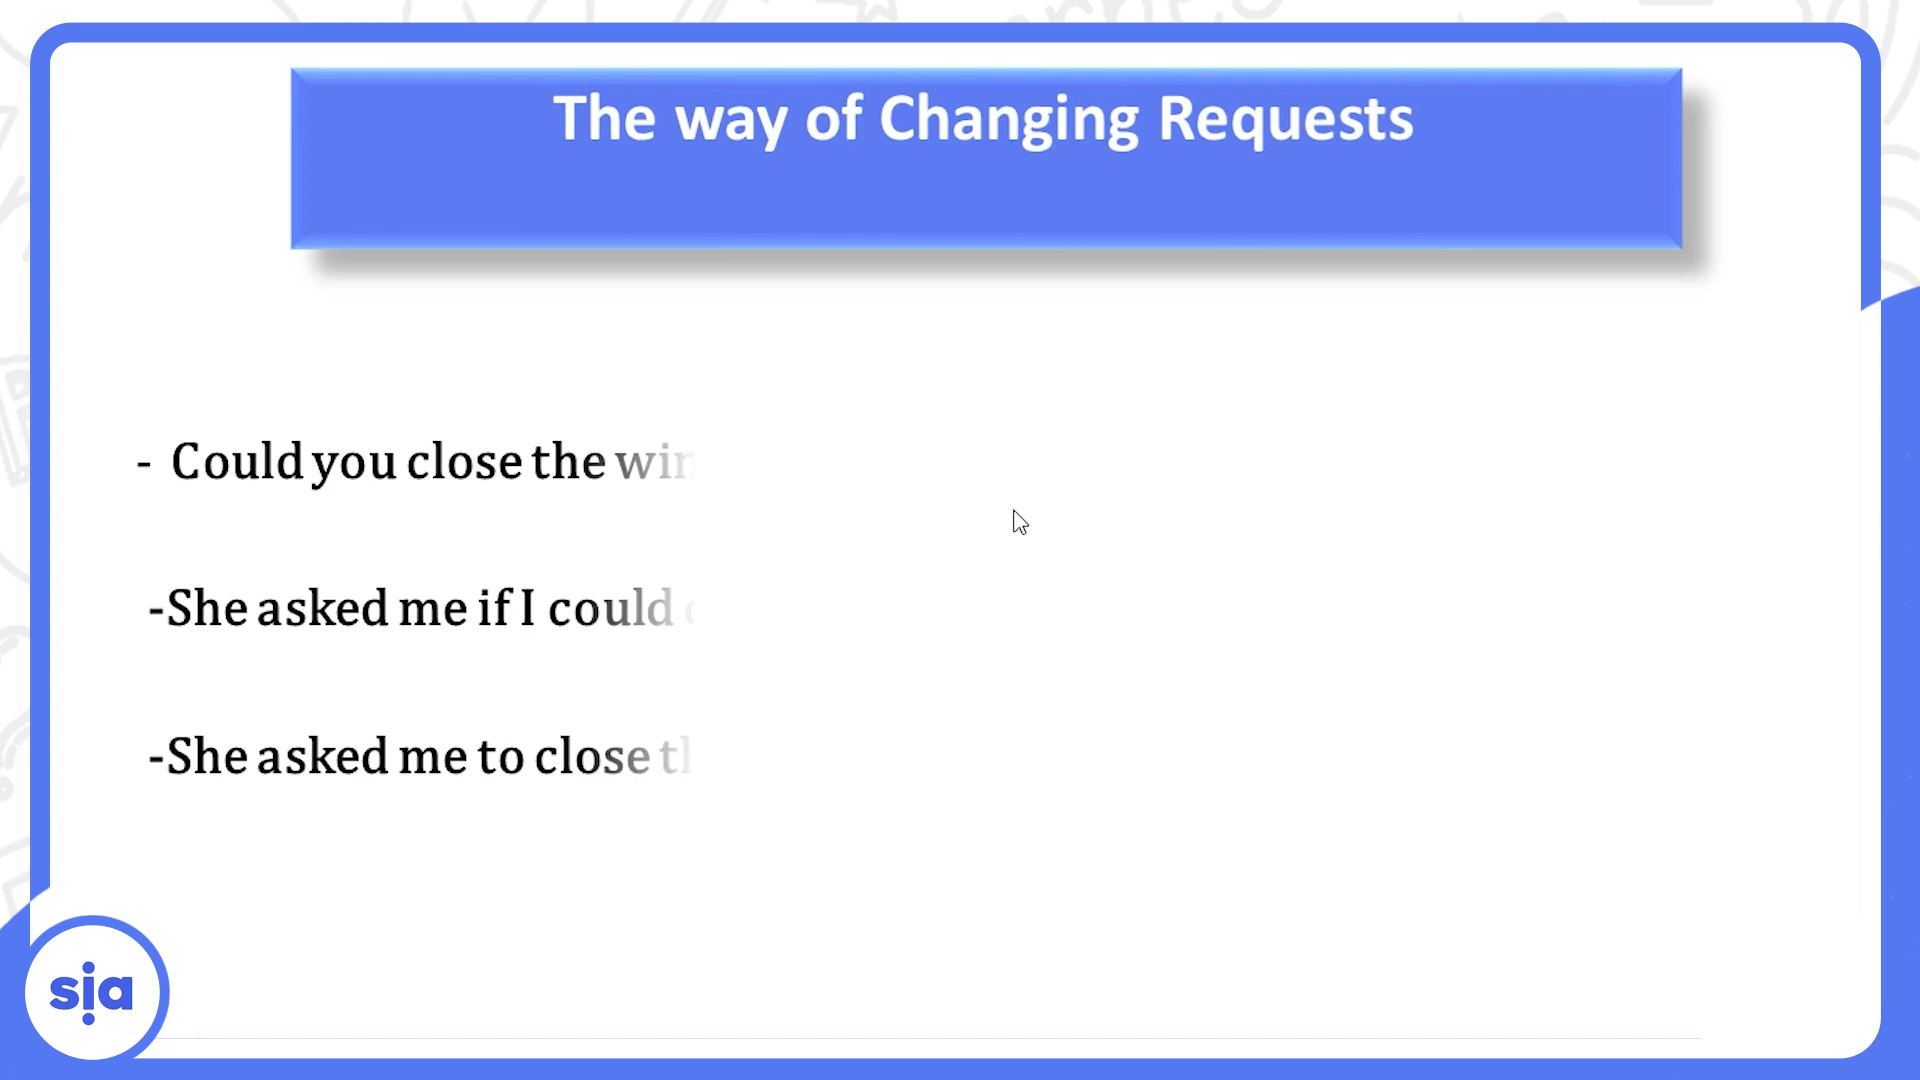 The way of Changing Requests
- Could you close the
-She asked me if I could
-She asked me to close
sia